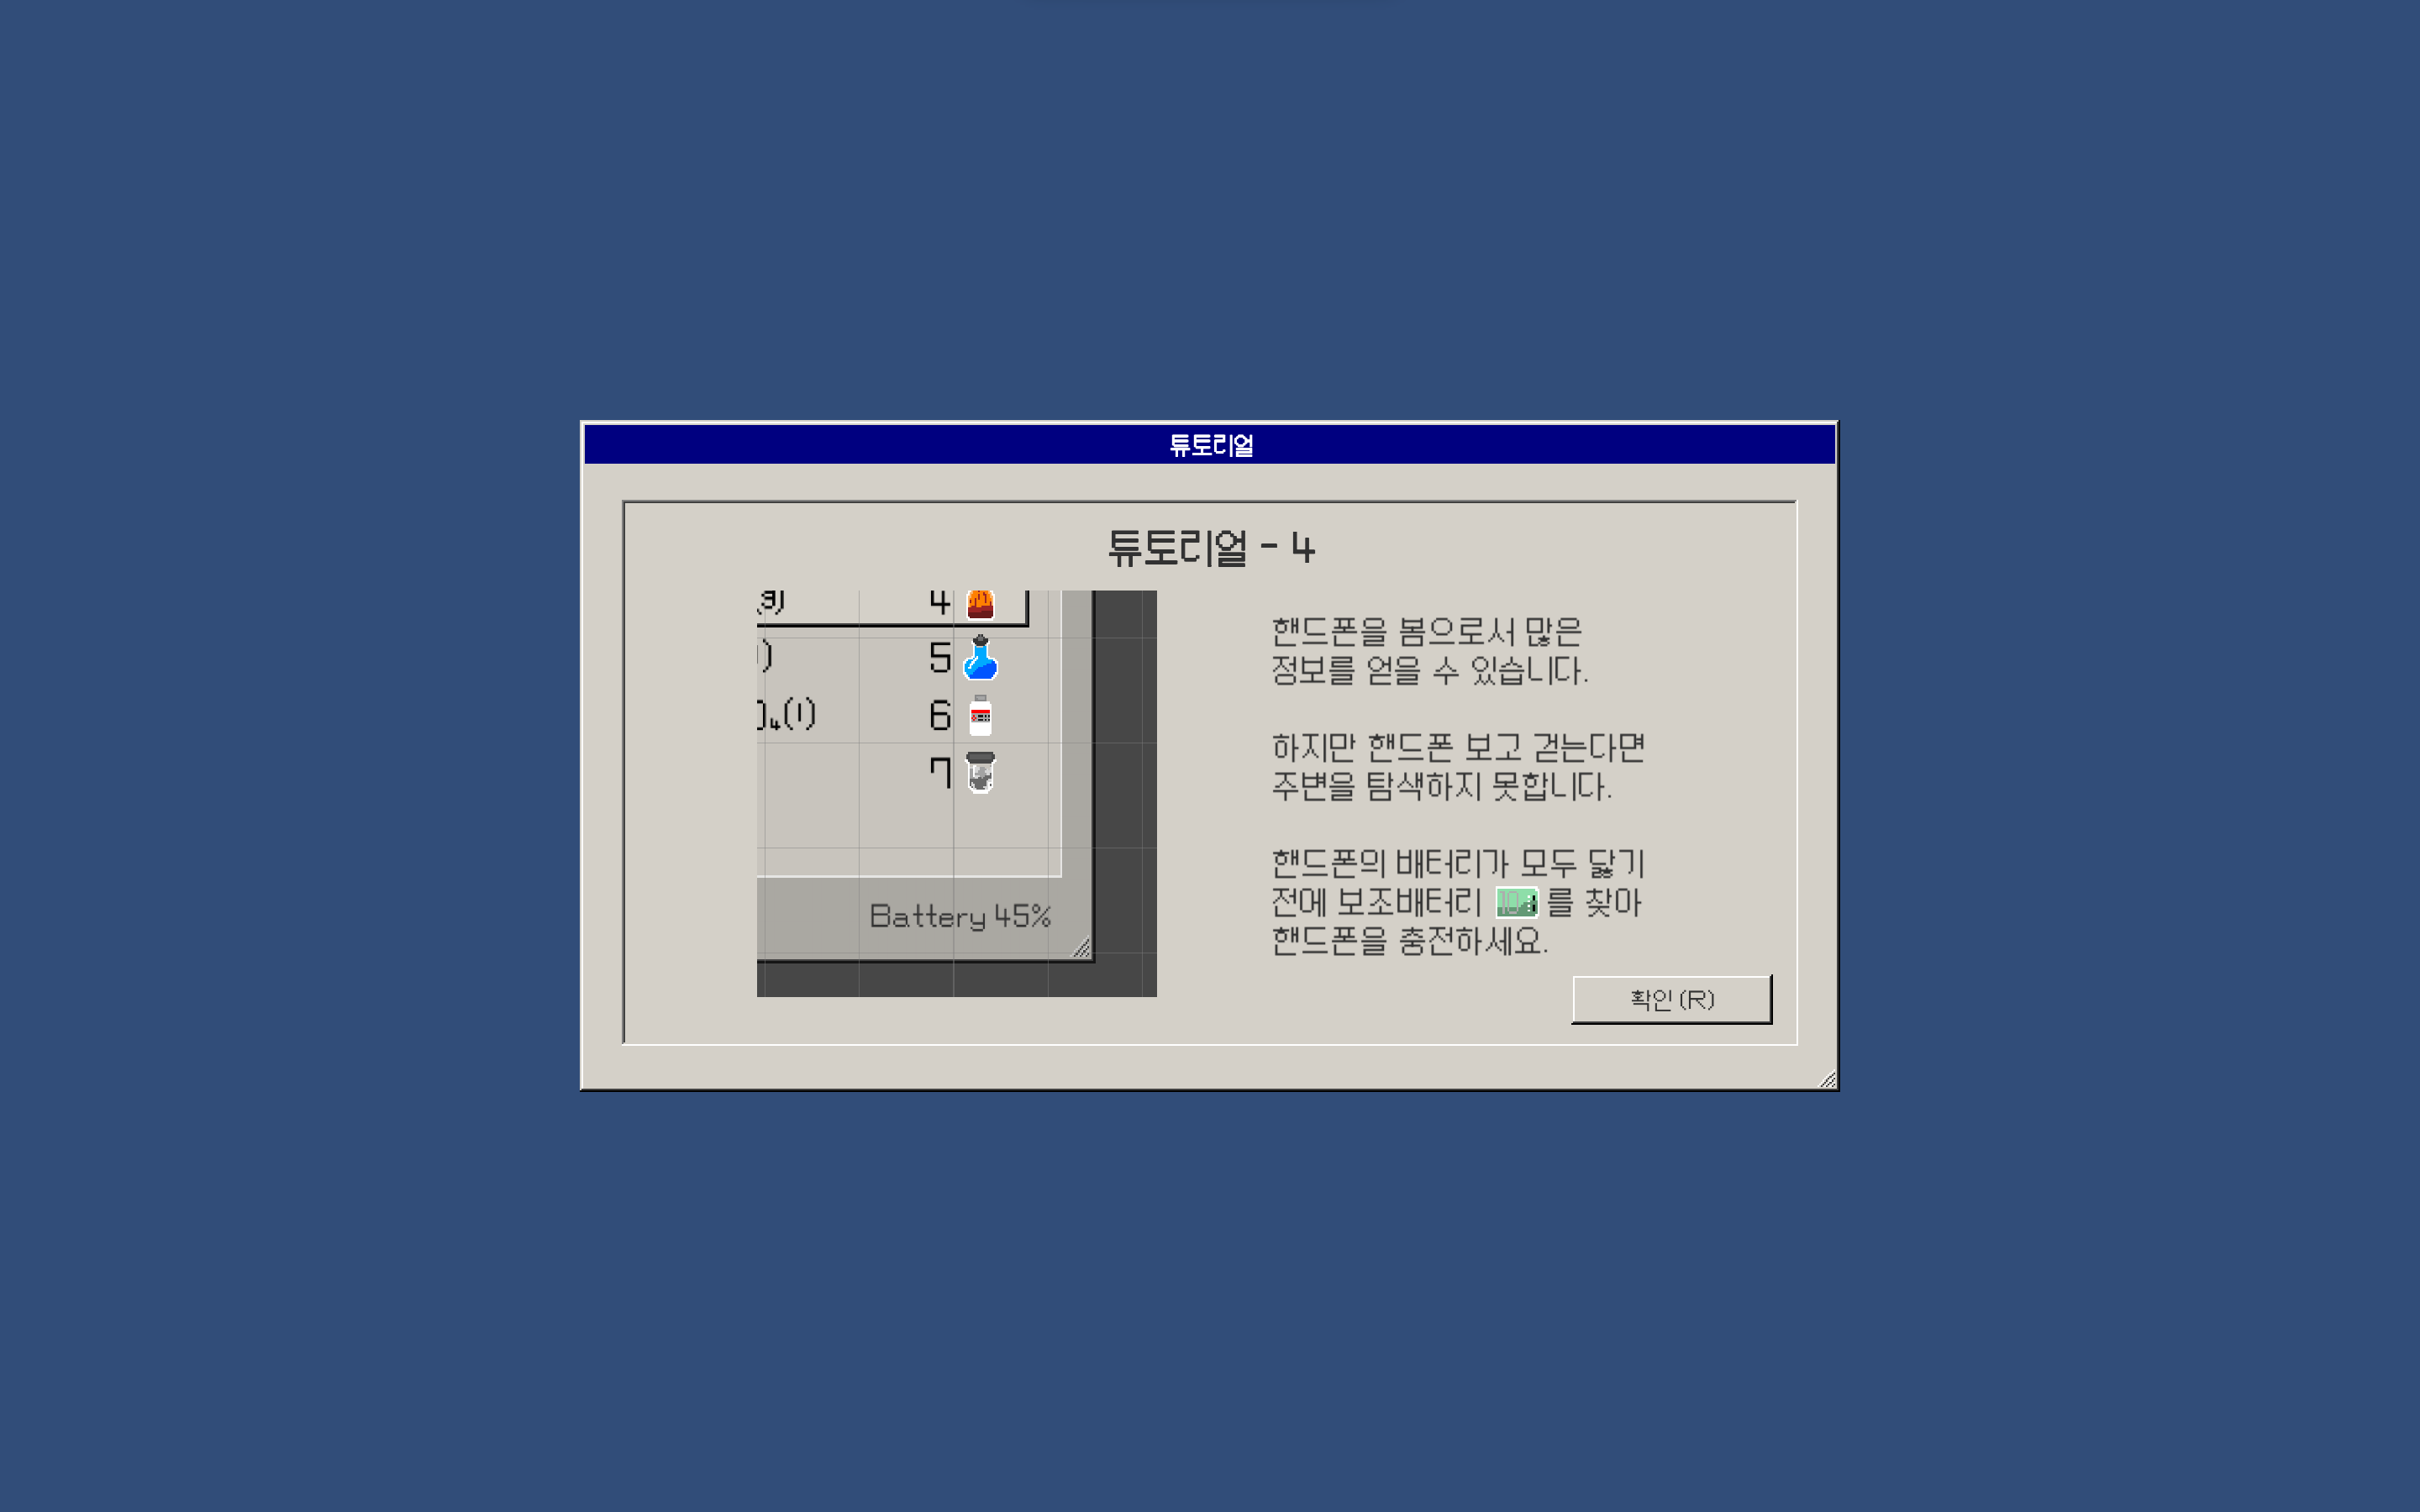 튜토리얼
튜토리얼 - 4
(g)
4
5
)
6
₄(l)
7
Battery 45%
핸드폰을 봄으로서 많은
정보를 얻을 수 있습니다.
하지만 핸드폰 보고 걷는다면
주변을 탐색하지 못합니다.
핸드폰의 배터리가 모두 닳기
전에 보조배터리 를 찾아
핸드폰을 충전하세요.
확인 (R)